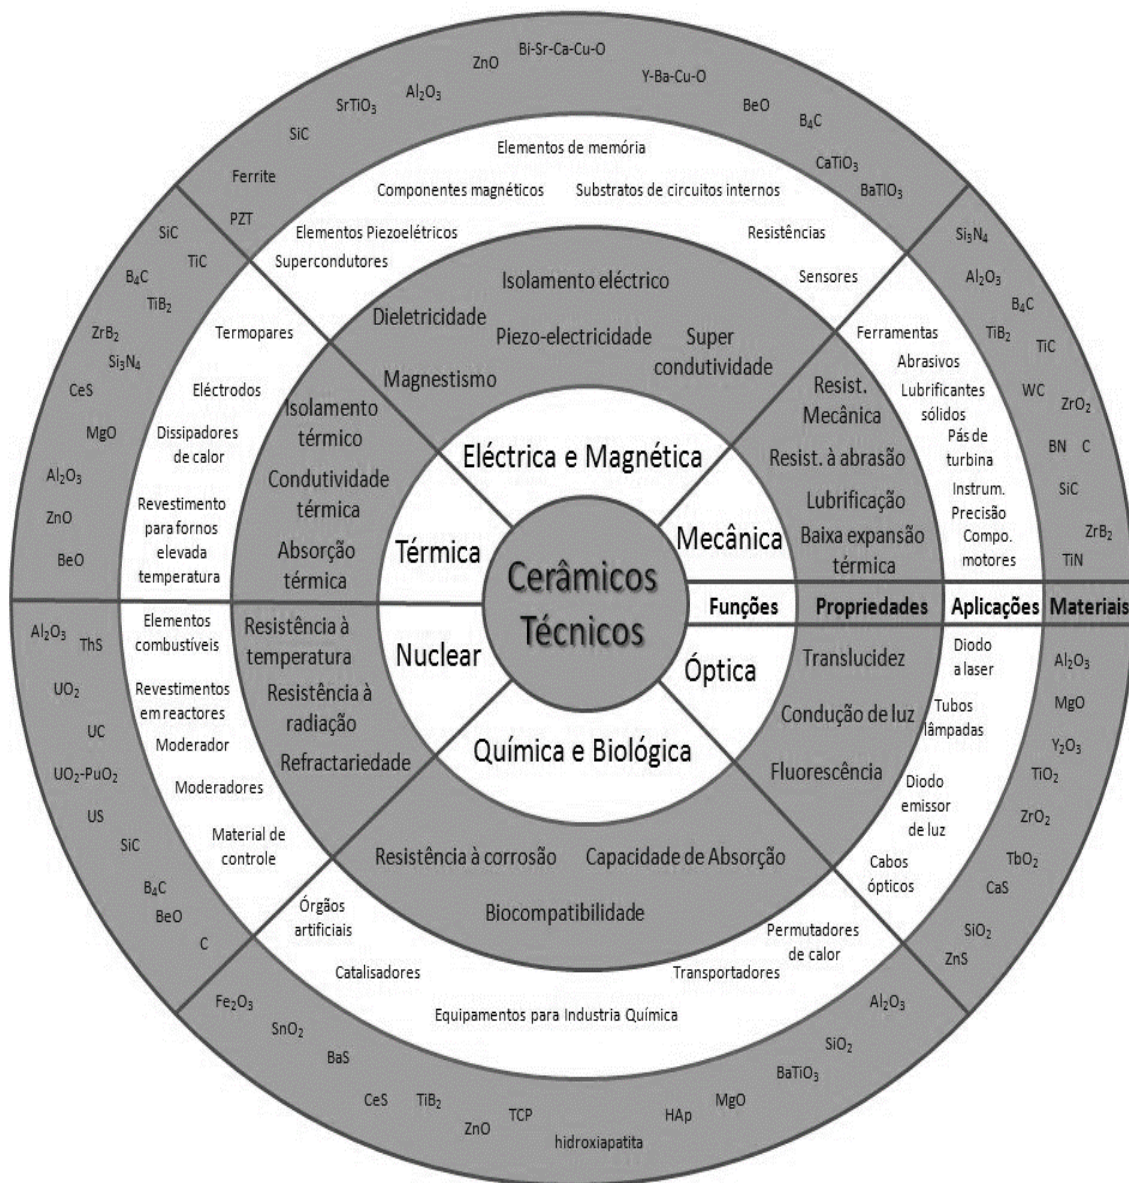 Cerâmicos
Técnicos
Funções
Propriedades
Aplicações
Materiais
Eléctrica e Magnética
Isolamento eléctrico
Dieletricidade
Piezo-electricidade
Super
condutividade
Magnestismo
Elementos de memória
Componentes magnéticos
Substratos de circuitos internos
Elementos Piezoelétricos
Resistências
Supercondutores
Sensores
PZT
Ferrite
SiC
SrTiO₃
Al₂O₃
ZnO
Bi-Sr-Ca-Cu-O
Y-Ba-Cu-O
BeO
B₄C
CaTiO₃
BaTIO₃
Mecânica
Resist.
Mecânica
Resist. à abrasão
Lubrificação
Baixa expansão
térmica
Ferramentas
Abrasivos
Lubrificantes
sólidos
Pás de
turbina
Instrum.
Precisão
Compo.
motores
Si₃N₄
Al₂O₃
B₄C
TiB₂
TiC
WC
ZrO₂
BN
C
SiC
ZrB₂
TiN
Óptica
Translucidez
Condução de luz
Fluorescência
Diodo
a laser
Tubos
lâmpadas
Diodo
emissor
de luz
Cabos
ópticos
Al₂O₃
MgO
Y₂O₃
TiO₂
ZrO₂
TbO₂
CaS
SiO₂
ZnS
Química e Biológica
Resistência à corrosão
Capacidade de Absorção
Biocompatibilidade
Órgãos
artificiais
Permutadores
de calor
Catalisadores
Transportadores
Equipamentos para Industria Química
Fe₂O₃
SnO₂
BaS
CeS
TiB₂
ZnO
TCP
hidroxiapatita
HAp
MgO
BaTiO₃
SiO₂
Al₂O₃
Nuclear
Resistência à
temperatura
Resistência à
radiação
Refractariedade
Elementos
combustíveis
Revestimentos
em reactores
Moderador
Moderadores
Material de
controle
Al₂O₃
ThS
UO₂
UC
UO₂-PuO₂
US
SiC
B₄C
BeO
C
Térmica
Isolamento
térmico
Condutividade
térmica
Absorção
térmica
Termopares
Eléctrodos
Dissipadores
de calor
Revestimento
para fornos
elevada
temperatura
SiC
TiC
B₄C
TiB₂
ZrB₂
Si₃N₄
CeS
MgO
Al₂O₃
ZnO
BeO